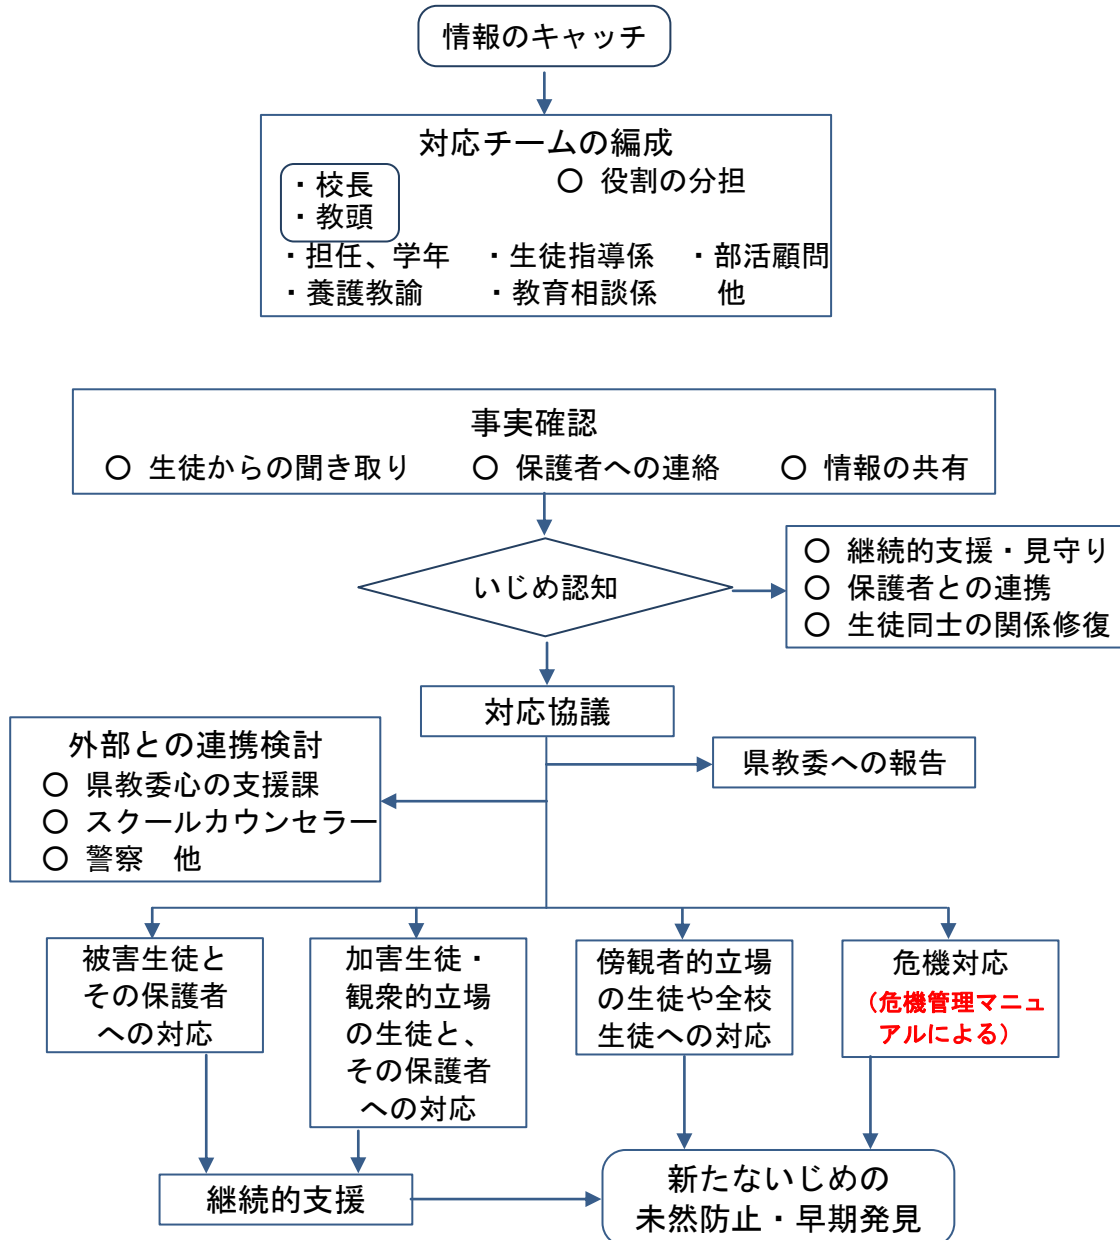 情報のキャッチ
対応チームの編成
・校長
・教頭
○ 役割の分担
・担任、学年 ・生徒指導係 ・部活顧問
・養護教諭 ・教育相談係 他
事実確認
○ 生徒からの聞き取り ○ 保護者への連絡 ○ 情報の共有
いじめ認知
○ 継続的支援・見守り
○ 保護者との連携
○ 生徒同士の関係修復
対応協議
外部との連携検討
○ 県教委心の支援課
○ スクールカウンセラー
○ 警察 他
県教委への報告
被害生徒と
その保護者
への対応
加害生徒・
観衆的立場
の生徒と、
その保護者
への対応
傍観者的立場
の生徒や全校
生徒への対応
危機対応
（危機管理マニュ
アルによる）
継続的支援
新たないじめの
未然防止・早期発見